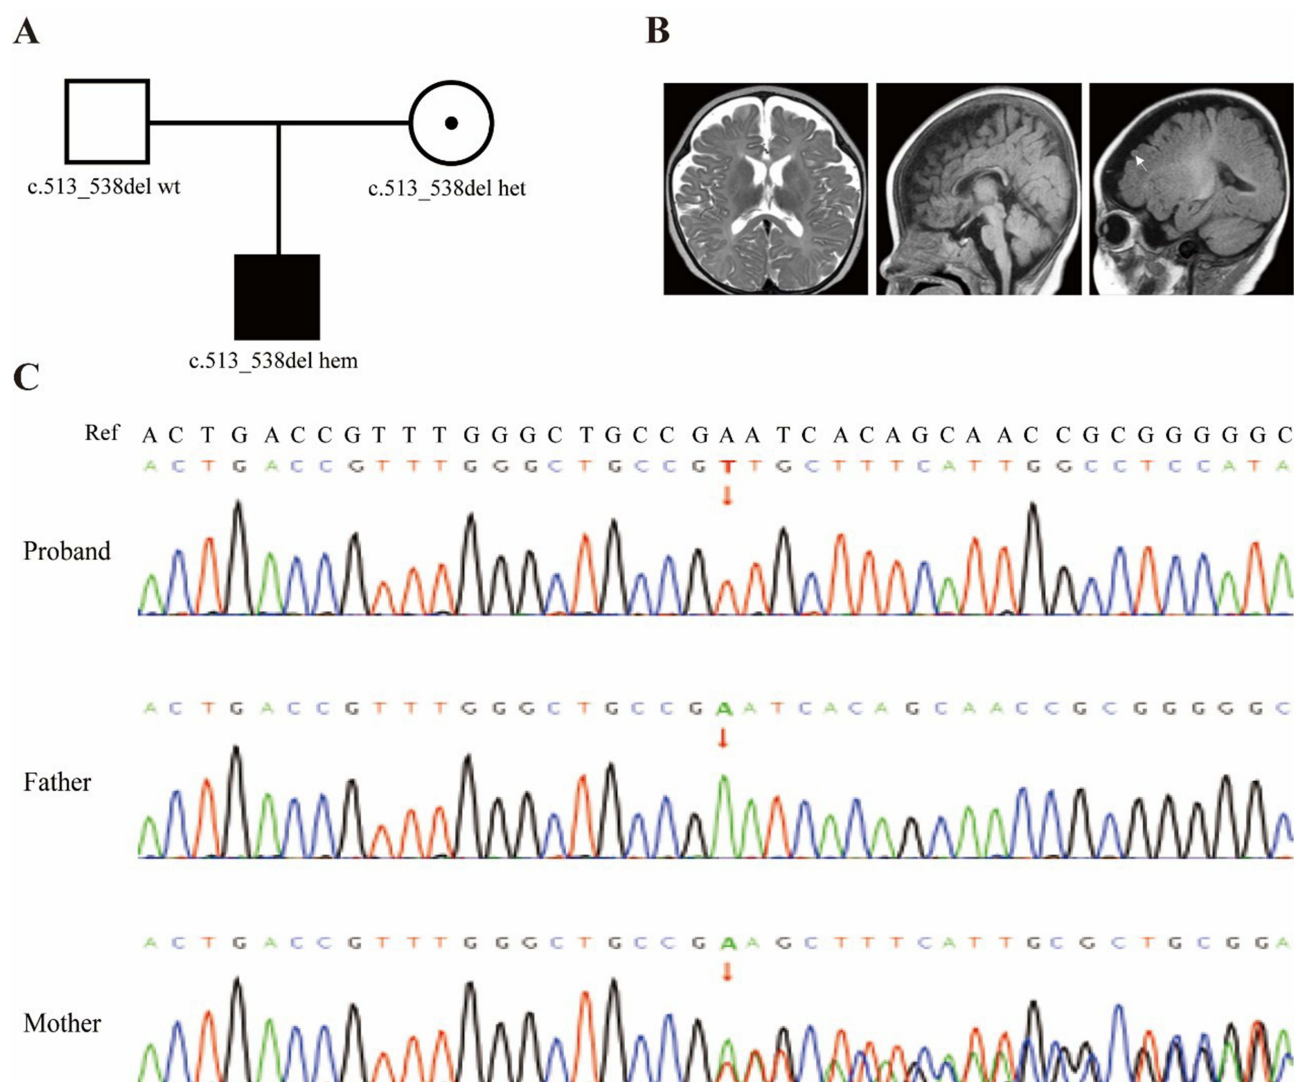 A
B
c.513_538del wt
c.513_538del het
c.513_538del hem
C
Ref A C T G A C C G T T T G G G C T G C C G A A T C A C A G C A A C C G C G G G G G C
A C T G A C C G T T T G G G C T G C C G T T G C T T T C A T T G G C C T C C A T A
Proband
A C T G A C C G T T T G G G C T G C C G A A T C A C A G C A A C C G C G G G G G C
Father
A C T G A C C G T T T G G G C T G C C G A A G C T T T C A T T G C G C T G C G G A
Mother